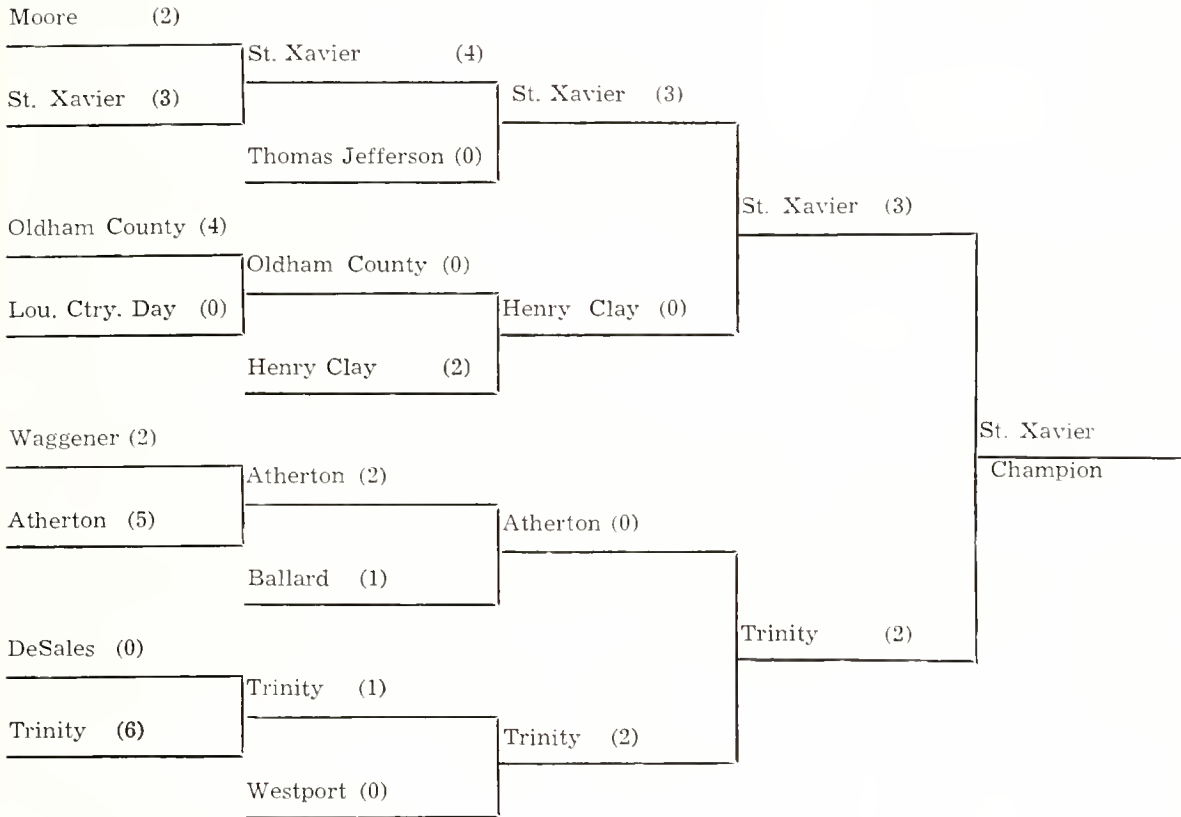 Moore (2)
St. Xavier (3)
Oldham County (4)
Lou. Ctry. Day (0)
Waggener (2)
Atherton (5)
DeSales (0)
Trinity (6)
St. Xavier (4)
Thomas Jefferson (0)
Oldham County (0)
Henry Clay (2)
Atherton (2)
Ballard (1)
Trinity (1)
Westport (0)
St. Xavier (3)
Henry Clay (0)
Atherton (0)
Trinity (2)
St. Xavier (3)
Trinity (2)
St. Xavier
Champion